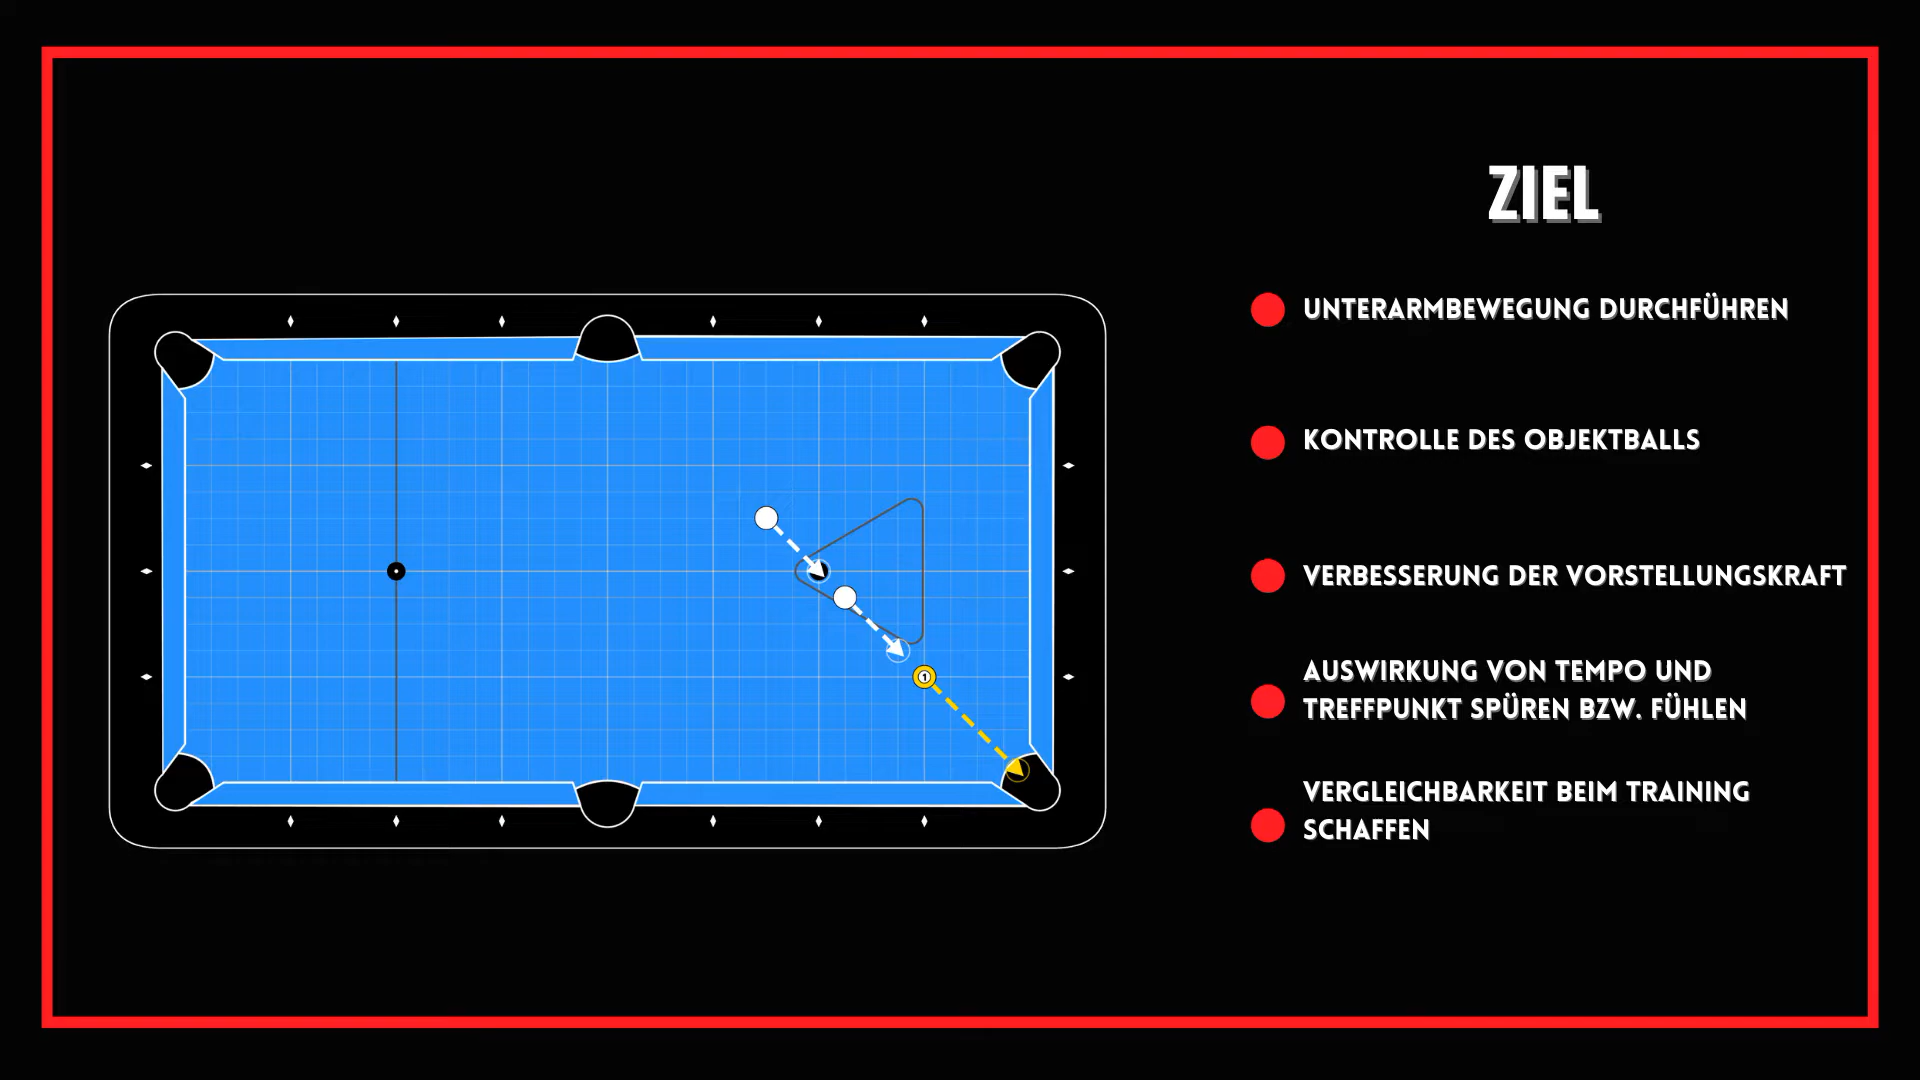 ZIEL
UNTERARMBEWEGUNG DURCHFÜHREN
KONTROLLE DES OBJEKTBALLS
VERBESSERUNG DER VORSTELLUNGSKRAFT
AUSWIRKUNG VON TEMPO UND
TREFFPUNKT SPÜREN BZW. FÜHLEN
VERGLEICHBARKEIT BEIM TRAINING
SCHAFFEN
1